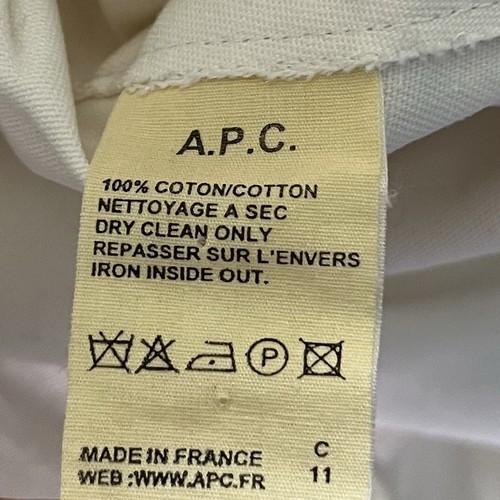 A.P.C.
100% COTON/COTTON
NETTOYAGE A SEC
DRY CLEAN ONLY
REPASSER SUR L'ENVERS
IRON INSIDE OUT.
P
MADE IN FRANCE C
WEB :WWW.APC.FR 11